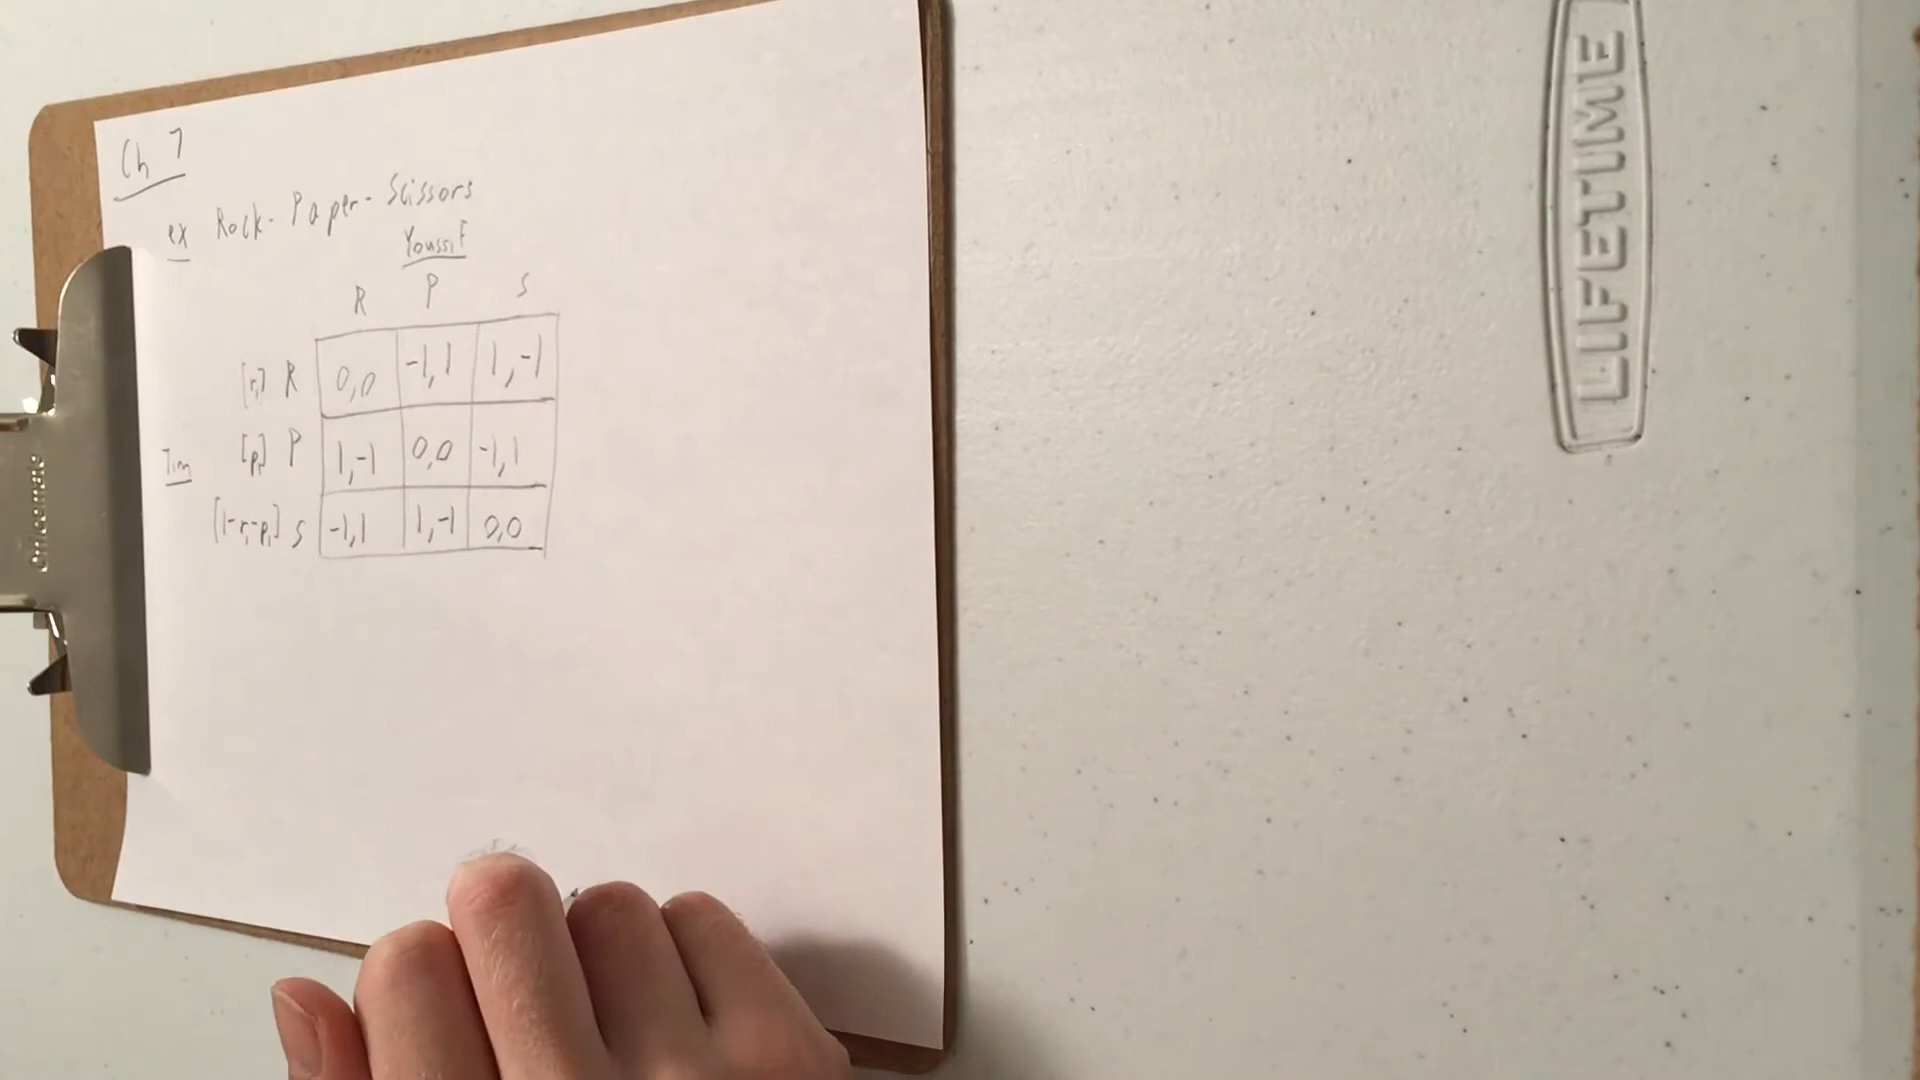 Ch 7
ex Rock-Paper-Scissors
Youssif
R P S
[r₁] R 0,0 -1,1 1,-1
Tim
[p₁] P 1,-1 0,0 -1,1
[1-r₁-p₁] S -1,1 1,-1 0,0
LIFETIME
Officemate